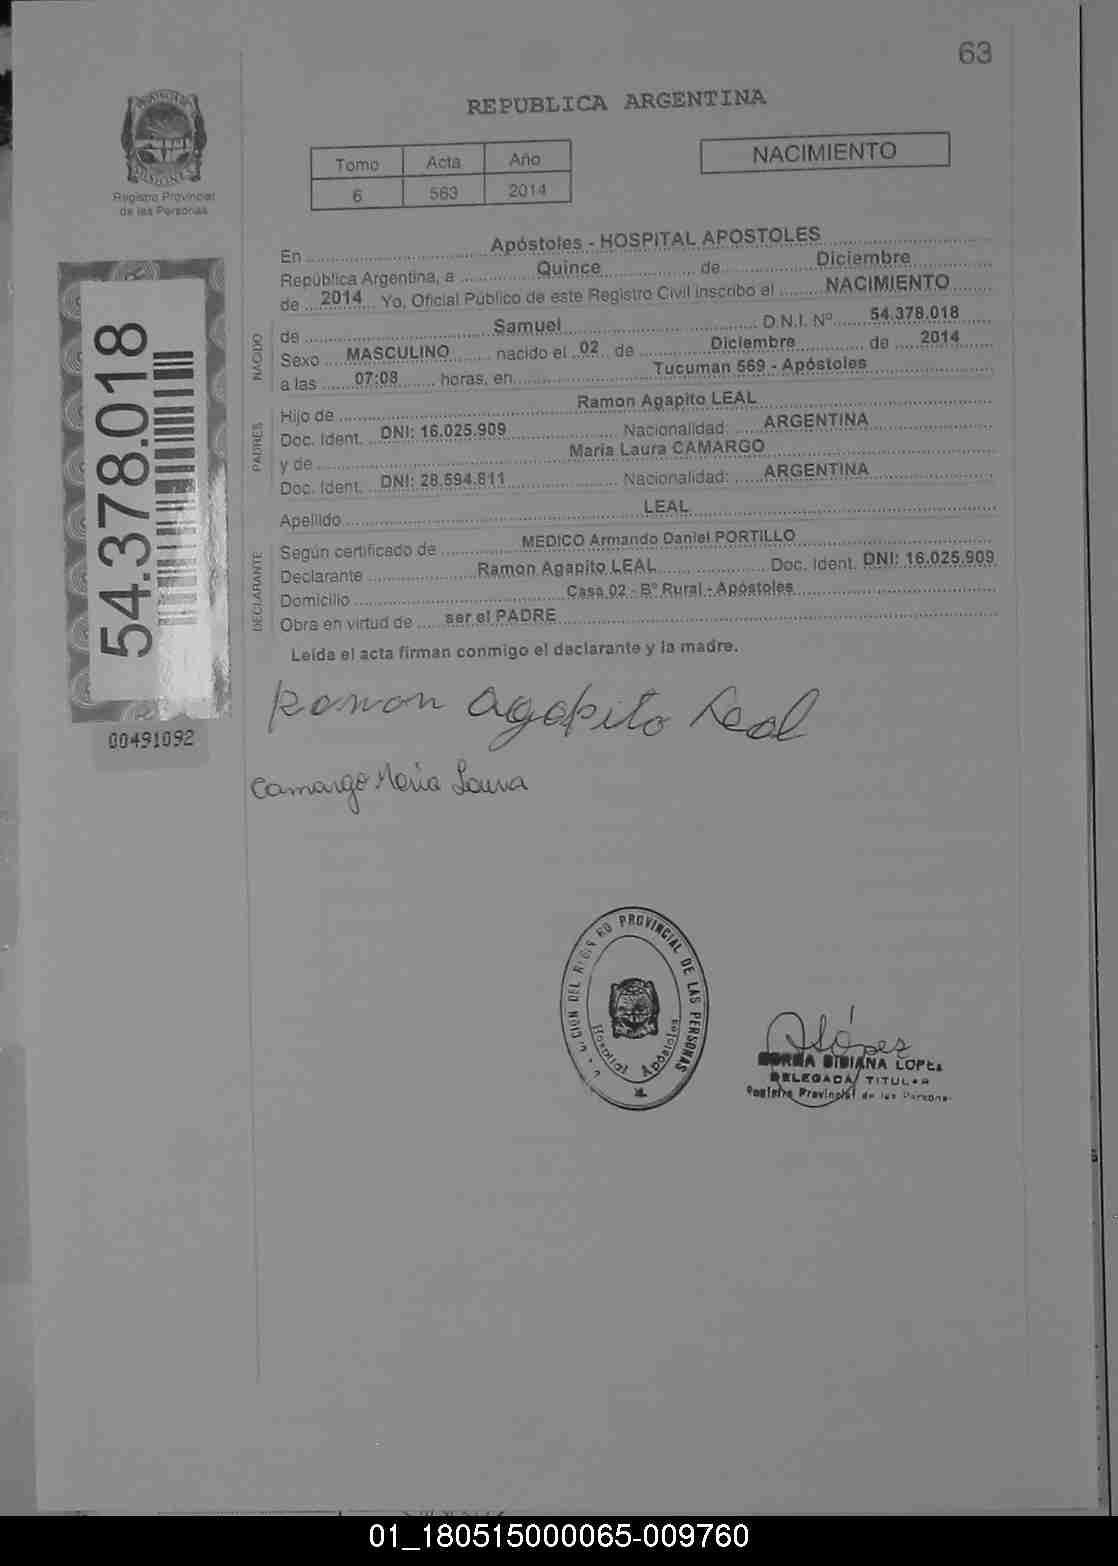 63
REPUBLICA ARGENTINA
Registro Provincial
de las Personas
Tomo Acta Año
6 563 2014
NACIMIENTO
54.378.018
00491092
En Apóstoles - HOSPITAL APOSTOLES
República Argentina, a Quince de Diciembre
de 2014 Yo, Oficial Público de este Registro Civil inscribo el NACIMIENTO
NACIDO
de Samuel D.N.I. Nº 54.378.018
Sexo MASCULINO nacido el 02 de Diciembre de 2014
a las 07:08 horas, en Tucuman 569 - Apóstoles
PADRES
Hijo de Ramon Agapito LEAL
Doc. Ident. DNI: 16.025.909 Nacionalidad: ARGENTINA
y de Maria Laura CAMARGO
Doc. Ident. DNI: 28.594.811 Nacionalidad: ARGENTINA
Apellido LEAL
DECLARANTE
Según certificado de MEDICO Armando Daniel PORTILLO
Declarante Ramon Agapito LEAL Doc. Ident. DNI: 16.025.909
Domicilio Casa 02 - Bº Rural - Apóstoles
Obra en virtud de ser el PADRE
Leída el acta firman conmigo el declarante y la madre.
Ramon Agapito Leal
Camargo Maria Laura
PROVINCIAL DE LAS PERSONAS
Hospital Apóstoles
BIBIANA LOPEZ
DELEGADA TITULAR
Registro Provincial de las Personas
01_180515000065-009760